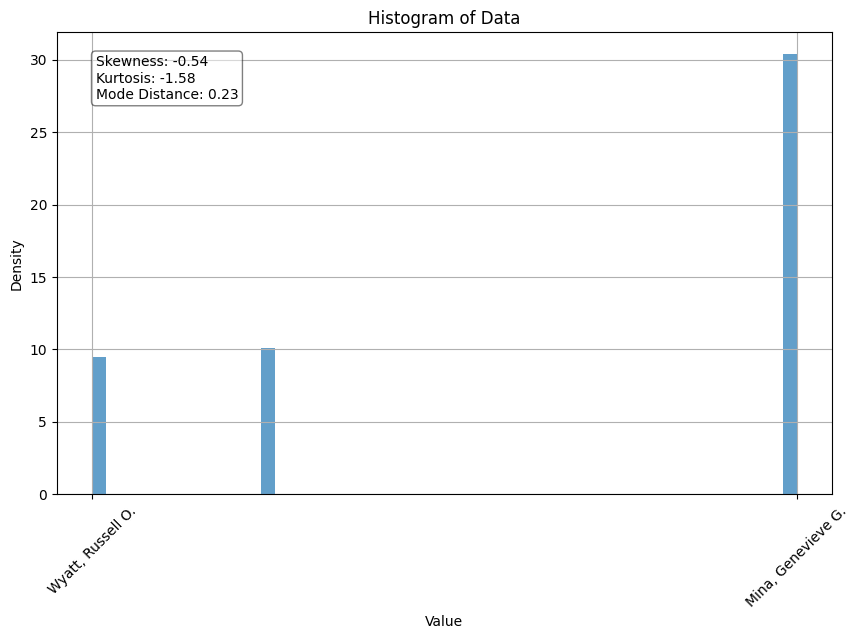 Histogram of Data
Skewness: -0.54
Kurtosis: -1.58
Mode Distance: 0.23
Density
30
25
20
15
10
5
0
Wyatt, Russell O.
Mina, Genevieve G.
Value